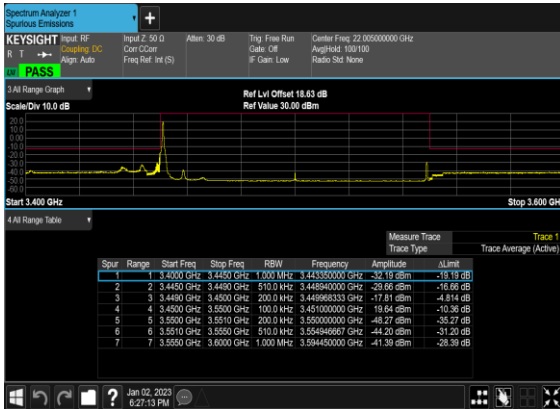 Spectrum Analyzer 1
Spurious Emissions
+
KEYSIGHT Input: RF Input Z: 50 Ω Atten: 30 dB Trig: Free Run Center Freq: 22.005000000 GHz
R T Coupling: DC Corr CCorr Gate: Off Avg|Hold: 100/100
Align: Auto Freq Ref: Int (S) IF Gain: Low Radio Std: None
PASS
3 All Range Graph
Ref Lvl Offset 18.63 dB
Scale/Div 10.0 dB Ref Value 30.00 dBm
20.0
10.0
0.00
-10.0
-20.0
-30.0
-40.0
-50.0
-60.0
Start 3.400 GHz Stop 3.600 GH
4 All Range Table
Measure Trace Trace 1
Trace Type Trace Average (Active)
Spur Range Start Freq Stop Freq RBW Frequency Amplitude ΔLimit
1 1 3.4000 GHz 3.4450 GHz 1.000 MHz 3.443350000 GHz -32.19 dBm -19.19 dB
2 2 3.4450 GHz 3.4490 GHz 510.0 kHz 3.448940000 GHz -29.66 dBm -16.66 dB
3 3 3.4490 GHz 3.4500 GHz 200.0 kHz 3.449968333 GHz -17.81 dBm -4.814 dB
4 4 3.4500 GHz 3.5500 GHz 100.0 kHz 3.451000000 GHz 19.64 dBm -10.36 dB
5 5 3.5500 GHz 3.5510 GHz 200.0 kHz 3.550000000 GHz -48.27 dBm -35.27 dB
6 6 3.5510 GHz 3.5550 GHz 510.0 kHz 3.554946667 GHz -44.20 dBm -31.20 dB
7 7 3.5550 GHz 3.6000 GHz 1.000 MHz 3.594450000 GHz -41.39 dBm -28.39 dB
Jan 02, 2023
6:27:13 PM